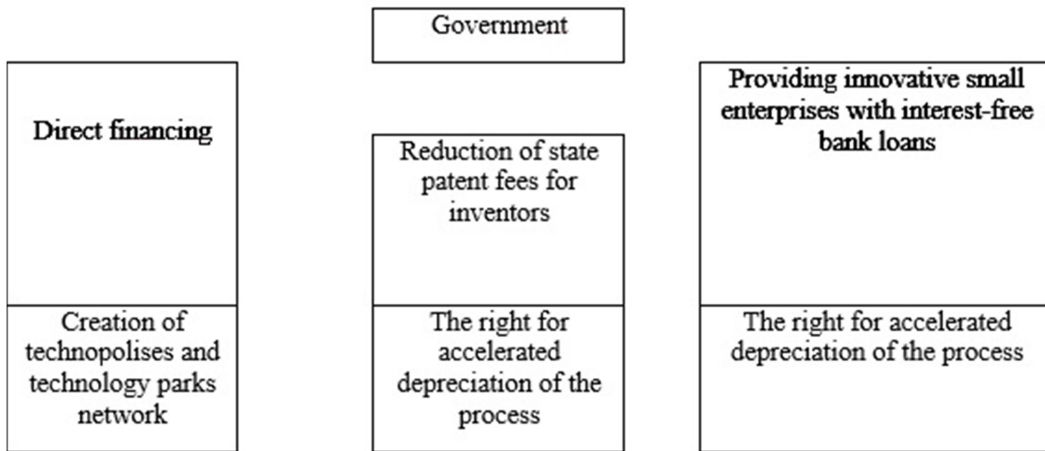 Government
Direct financing
Reduction of state
patent fees for
inventors
Providing innovative small
enterprises with interest-free
bank loans
Creation of
technopolises and
technology parks
network
The right for
accelerated
depreciation of the
process
The right for accelerated
depreciation of the process